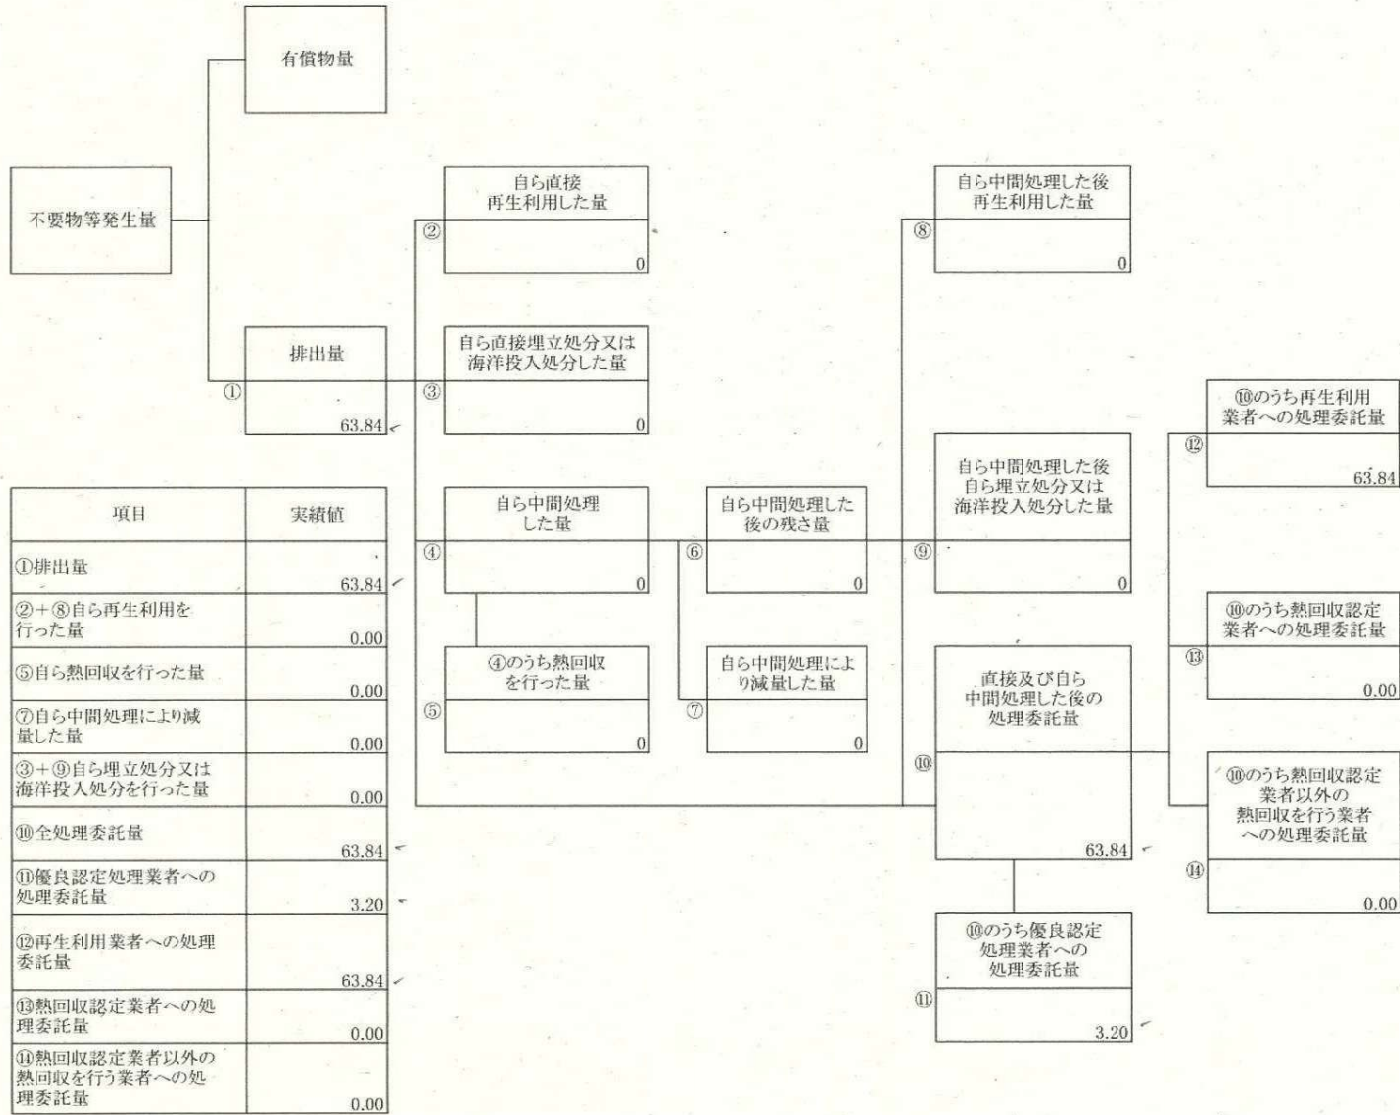 有償物量
不要物等発生量
排出量
①
63.84
自ら直接
再生利用した量
②
0
自ら直接埋立処分又は
海洋投入処分した量
③
0
自ら中間処理
した量
④
0
④のうち熱回収
を行った量
⑤
0
自ら中間処理した
後の残さ量
⑥
0
自ら中間処理によ
り減量した量
⑦
0
自ら中間処理した後
再生利用した量
⑧
0
自ら中間処理した後
自ら埋立処分又は
海洋投入処分した量
⑨
0
直接及び自ら
中間処理した後の
処理委託量
⑩
63.84
⑩のうち優良認定
処理業者への
処理委託量
⑪
3.20
⑩のうち再生利用
業者への処理委託量
⑫
63.84
⑩のうち熱回収認定
業者への処理委託量
⑬
0.00
⑩のうち熱回収認定
業者以外の
熱回収を行う業者
への処理委託量
⑭
0.00
項目 実績値
①排出量
63.84
②+⑧自ら再生利用を
行った量
0.00
⑤自ら熱回収を行った量
0.00
⑦自ら中間処理により減
量した量
0.00
③+⑨自ら埋立処分又は
海洋投入処分を行った量
0.00
⑩全処理委託量
63.84
⑪優良認定処理業者への
処理委託量
3.20
⑫再生利用業者への処理
委託量
63.84
⑬熱回収認定業者への処
理委託量
0.00
⑭熱回収認定業者以外の
熱回収を行う業者への処
理委託量
0.00